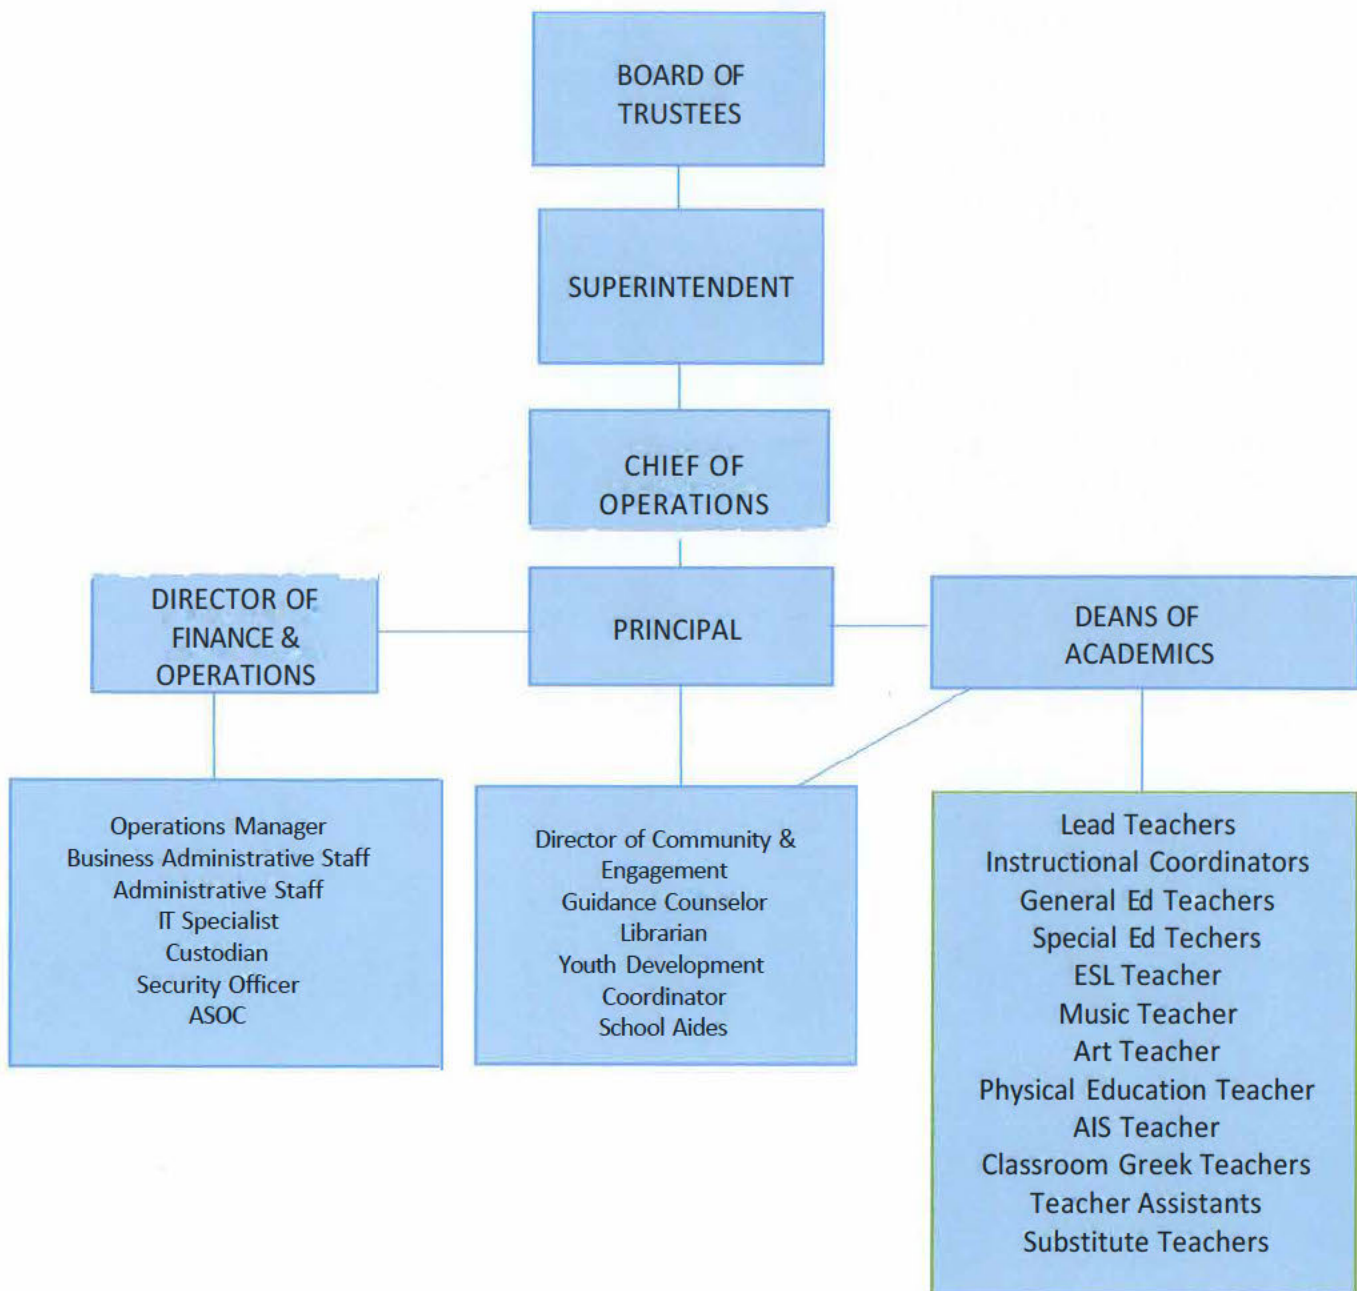 BOARD OF
TRUSTEES
SUPERINTENDENT
CHIEF OF
OPERATIONS
DIRECTOR OF
FINANCE &
OPERATIONS
PRINCIPAL
DEANS OF
ACADEMICS
Operations Manager
Business Administrative Staff
Administrative Staff
IT Specialist
Custodian
Security Officer
ASOC
Director of Community &
Engagement
Guidance Counselor
Librarian
Youth Development
Coordinator
School Aides
Lead Teachers
Instructional Coordinators
General Ed Teachers
Special Ed Techers
ESL Teacher
Music Teacher
Art Teacher
Physical Education Teacher
AIS Teacher
Classroom Greek Teachers
Teacher Assistants
Substitute Teachers